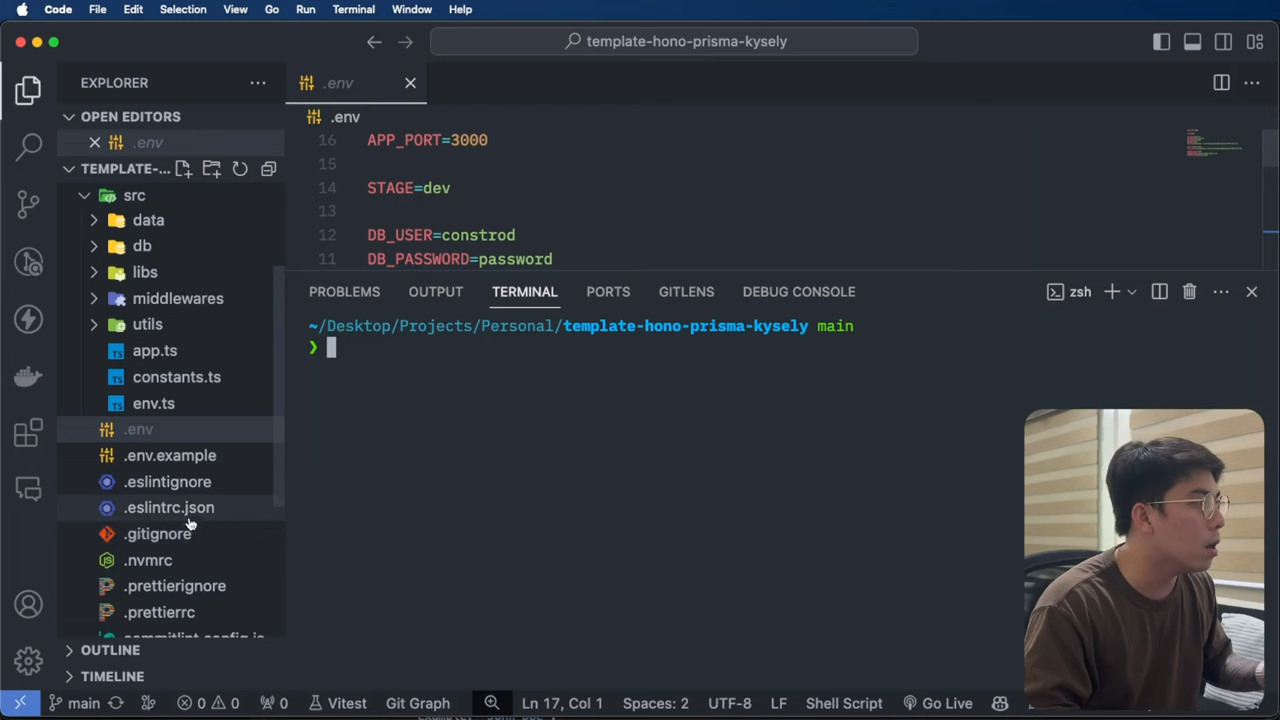 Code File Edit Selection View Go Run Terminal Window Help
template-hono-prisma-kysely
EXPLORER
OPEN EDITORS
.env
TEMPLATE-...
src
data
db
libs
middlewares
utils
app.ts
constants.ts
env.ts
.env
.env.example
.eslintignore
.eslintrc.json
.gitignore
.nvmrc
.prettierignore
.prettierrc
OUTLINE
TIMELINE
.env
.env
16 APP_PORT=3000
15
14 STAGE=dev
13
12 DB_USER=constrod
11 DB_PASSWORD=password
PROBLEMS OUTPUT TERMINAL PORTS GITLENS DEBUG CONSOLE
zsh
~/Desktop/Projects/Personal/template-hono-prisma-kysely main
❯
main 0 0 0 Vitest Git Graph Ln 17, Col 1 Spaces: 2 UTF-8 LF Shell Script Go Live